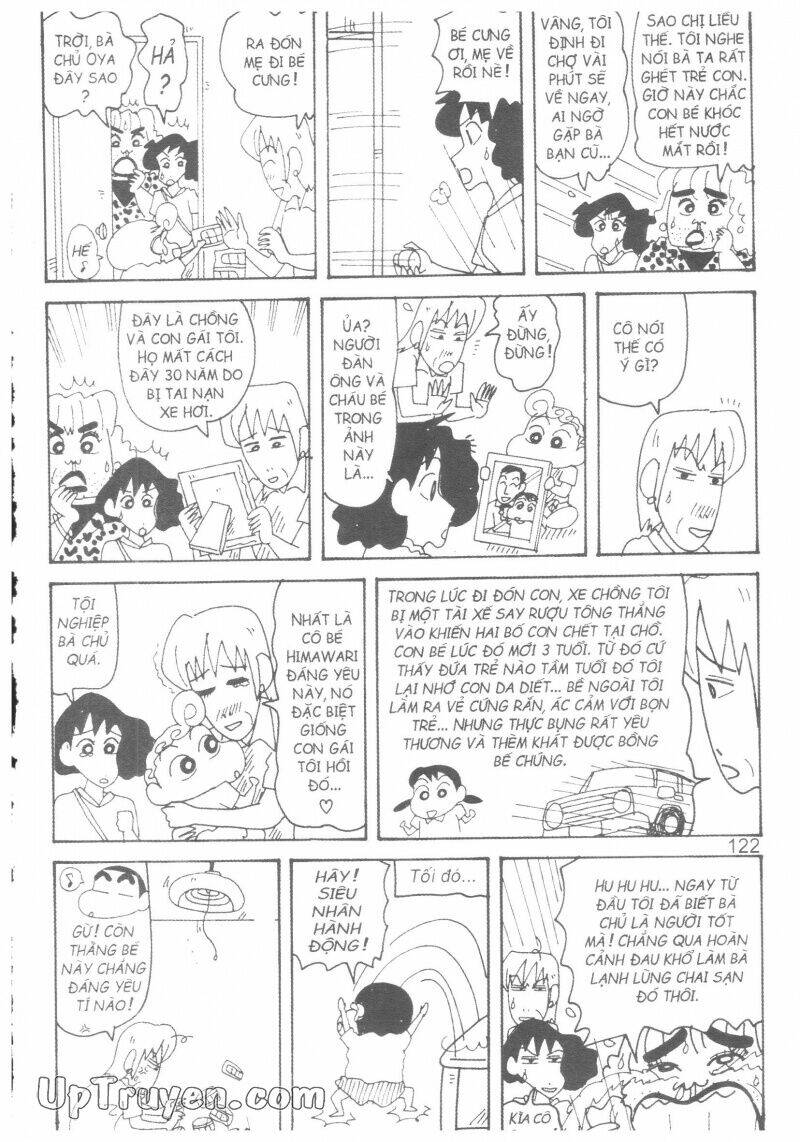 SAO CHỊ LIỀU
THẾ. TÔI NGHE
NÓI BÀ TA RẤT
GHÉT TRẺ CON.
GIỜ NÀY CHẮC
CON BÉ KHÓC
HẾT NƯỚC
MẮT RỒI!
VÂNG, TÔI
ĐỊNH ĐI
CHỢ VÀI
PHÚT SẼ
VỀ NGAY,
AI NGỜ
GẶP BÀ
BẠN CŨ...
BÉ CƯNG
ƠI, MẸ VỀ
RỒI NÈ!
RA ĐÓN
MẸ ĐI BÉ
CƯNG!
HẢ
?
TRỜI, BÀ
CHỦ OYA
ĐÂY SAO
?
HẾ
CÔ NÓI
THẾ CÓ
Ý GÌ?
ẤY
ĐỪNG,
ĐỪNG!
ỦA?
NGƯỜI
ĐÀN
ÔNG VÀ
CHÁU BÉ
TRONG
ẢNH
NÀY
LÀ...
ĐÂY LÀ CHỒNG
VÀ CON GÁI TÔI.
HỌ MẤT CÁCH
ĐÂY 30 NĂM DO
BỊ TAI NẠN
XE HƠI.
TRONG LÚC ĐI ĐÓN CON, XE CHỒNG TÔI
BỊ MỘT TÀI XẾ SAY RƯỢU TÔNG THẲNG
VÀO KHIẾN HAI BỐ CON CHẾT TẠI CHỖ.
CON BÉ LÚC ĐÓ MỚI 3 TUỔI. TỪ ĐÓ CỨ
THẤY ĐỨA TRẺ NÀO TẦM TUỔI ĐÓ TÔI
LẠI NHỚ CON DA DIẾT... BỀ NGOÀI TÔI
LÀM RA VẺ CỨNG RẮN, ÁC CẢM VỚI BỌN
TRẺ... NHƯNG THỰC BỤNG RẤT YÊU
THƯƠNG VÀ THÈM KHÁT ĐƯỢC BỒNG
BẾ CHÚNG.
NHẤT LÀ
CÔ BÉ
HIMAWARI
ĐÁNG YÊU
NÀY, NÓ
ĐẶC BIỆT
GIỐNG
CON GÁI
TÔI HỒI
ĐÓ...
♡
TỘI
NGHIỆP
BÀ CHỦ
QUÁ.
122
HU HU HU... NGAY TỪ
ĐẦU TÔI ĐÃ BIẾT BÀ
CHỦ LÀ NGƯỜI TỐT
MÀ! CHẲNG QUA HOÀN
CẢNH ĐAU KHỔ LÀM BÀ
LẠNH LÙNG CHAI SẠN
ĐÓ THÔI.
KÌA CÔ
Tối đó...
HÂY!
SIÊU
NHÂN
HÀNH
ĐỘNG!
GỪ! CÒN
THẰNG BÉ
NÀY CHẲNG
ĐÁNG YÊU
TÍ NÀO!
UpTruyen.com